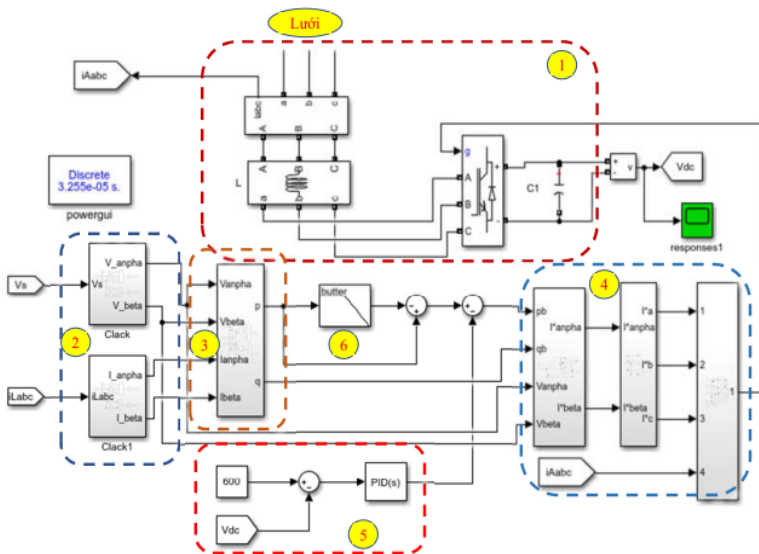 Lưới
1
iAabc
Iabc
a
b
c
A
B
C
Discrete
3.255e-05 s.
powergui
L
A
B
C
a
b
c
g
A
B
C
+
-
C1
+
-
v
Vdc
responses1
Vs
Vs
V_anpha
V_beta
Clack
2
iLabc
iLabc
I_anpha
I_beta
Clack1
Vanpha
Vbeta
Ianpha
Ibeta
p
q
3
butter
6
4
pb
qb
Vanpha
Vbeta
I*anpha
I*beta
I*anpha
I*beta
I*a
I*b
I*c
1
2
3
4
1
iAabc
600
Vdc
PID(s)
5